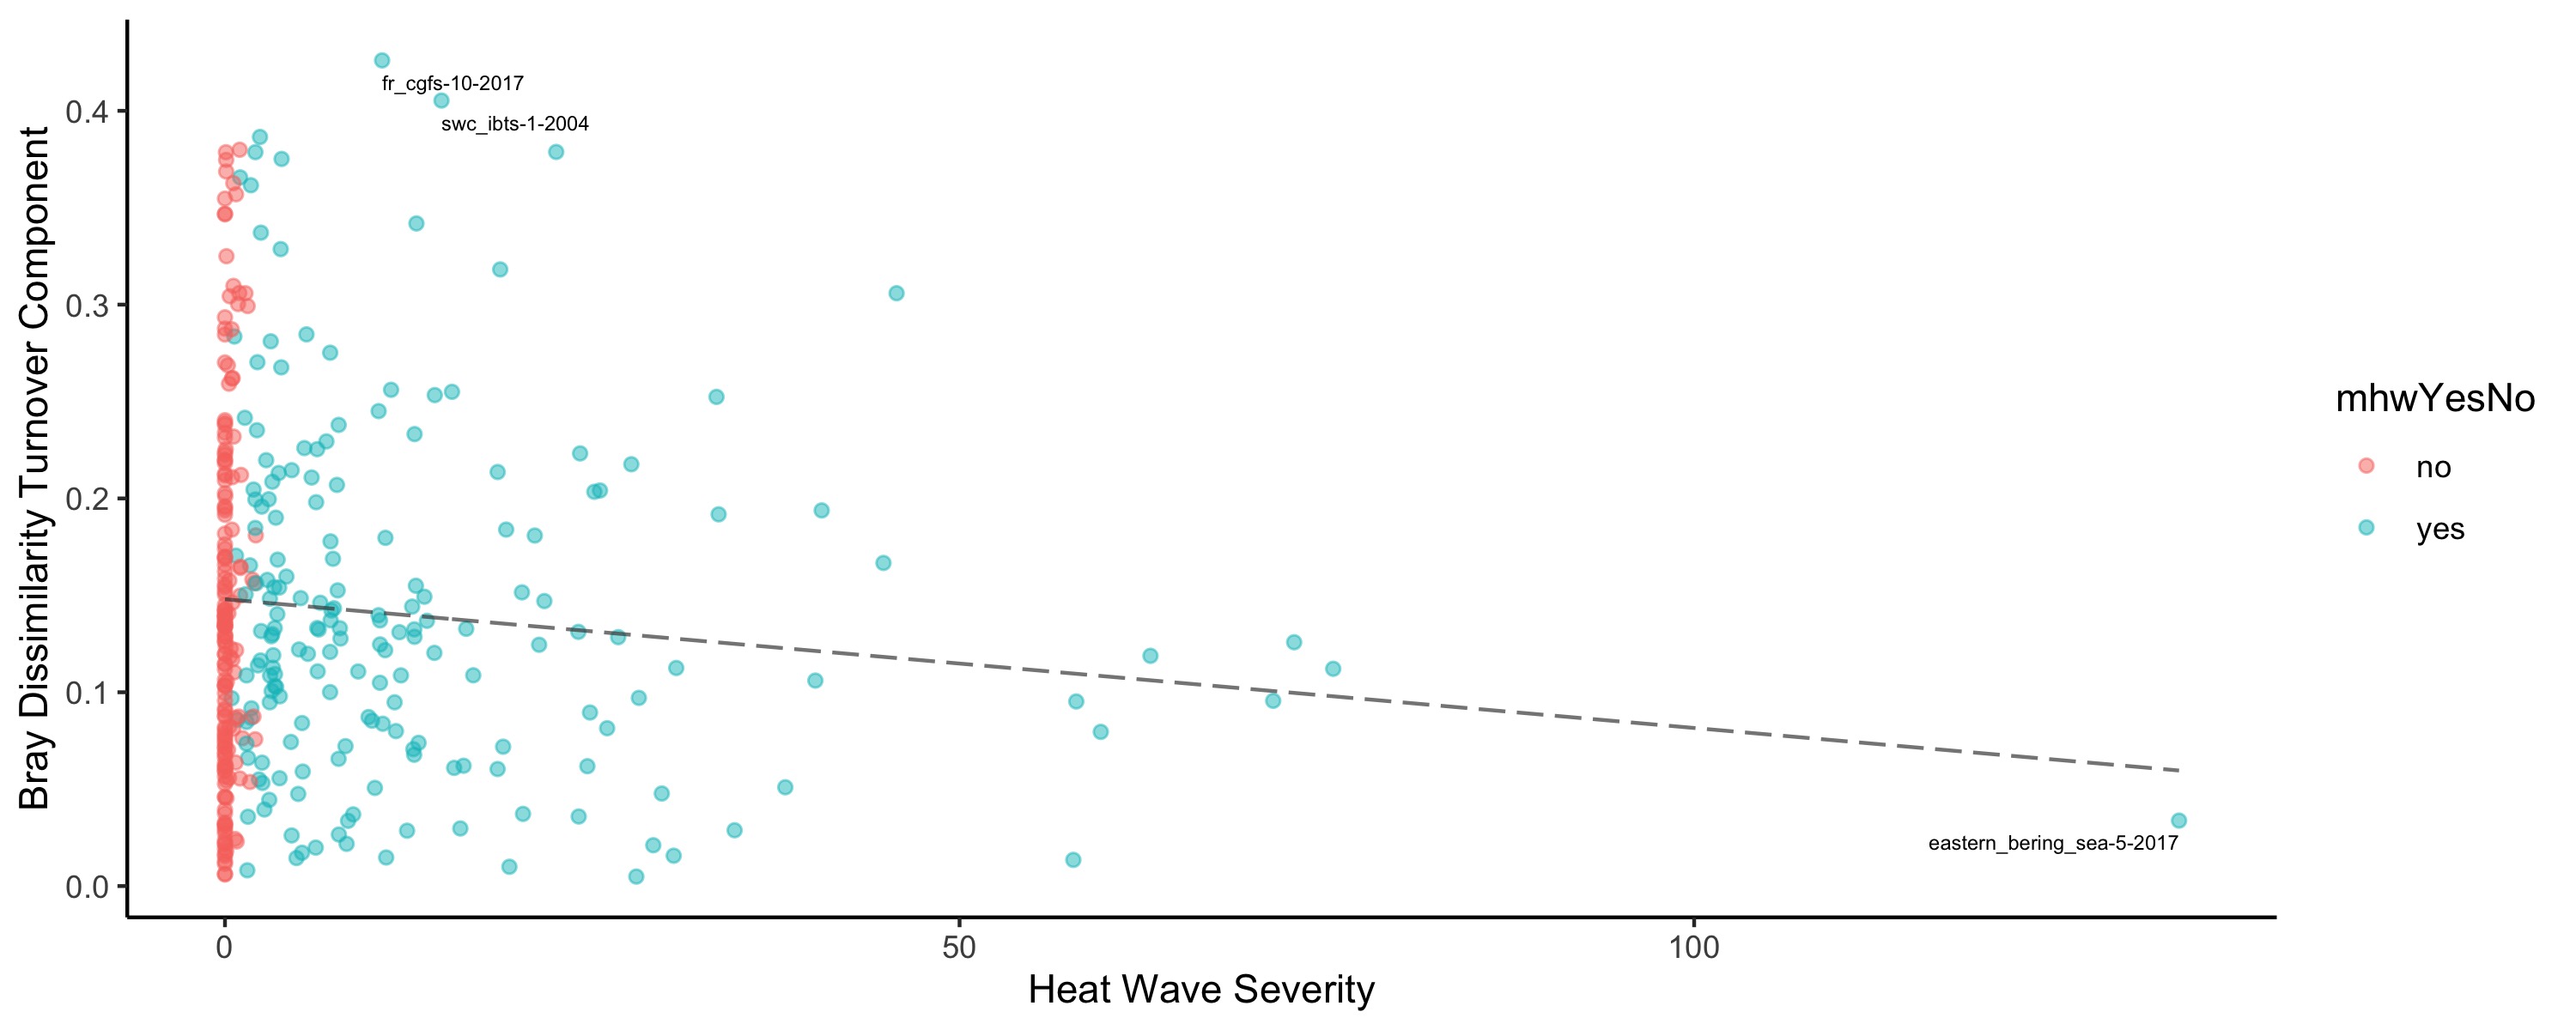 fr_cgfs-10-2017
swc_ibts-1-2004
eastern_bering_sea-5-2017
0.4
0.3
0.2
0.1
0.0
Bray Dissimilarity Turnover Component
0
50
100
Heat Wave Severity
mhwYesNo
no
yes